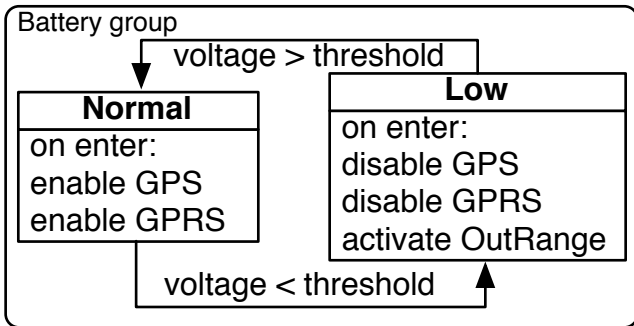 Battery group
voltage > threshold
Normal
on enter:
enable GPS
enable GPRS
Low
on enter:
disable GPS
disable GPRS
activate OutRange
voltage < threshold